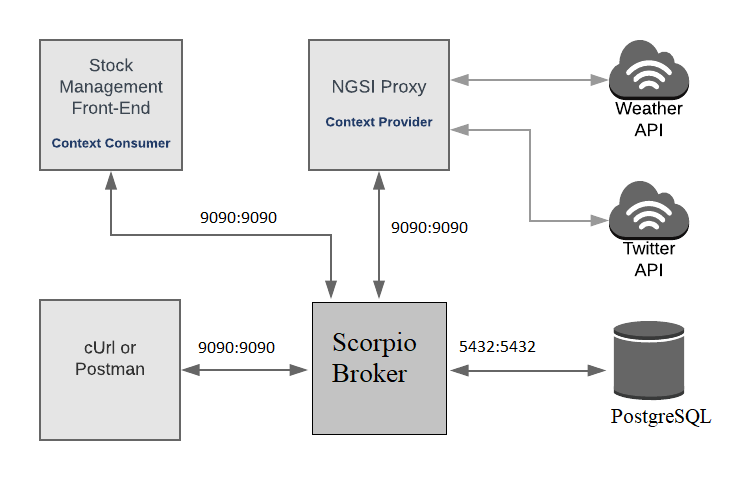 Stock
Management
Front-End
Context Consumer
NGSI Proxy
Context Provider
Weather
API
9090:9090
9090:9090
Twitter
API
cUrl or
Postman
9090:9090
Scorpio
Broker
5432:5432
PostgreSQL